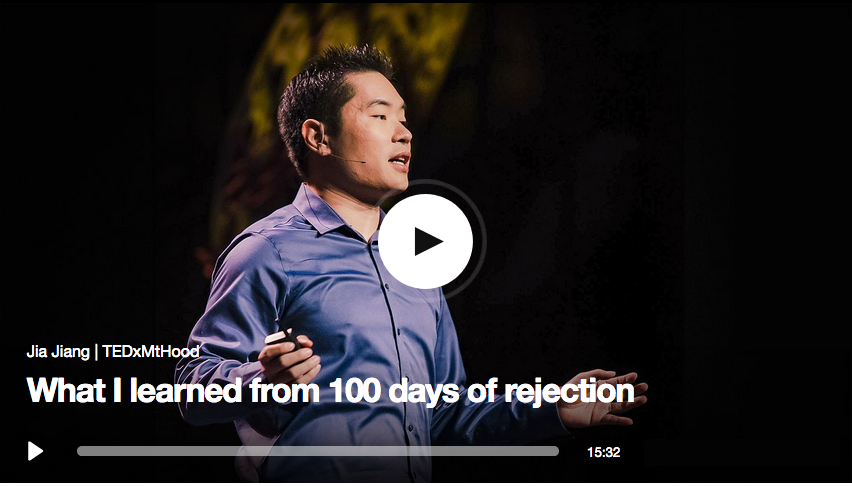 Jia Jiang | TEDxMtHood
What I learned from 100 days of rejection
15:32